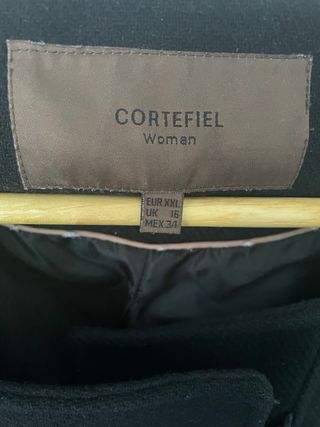 CORTEFIEL
Woman
EUR XXL
UK 16
MEX 34